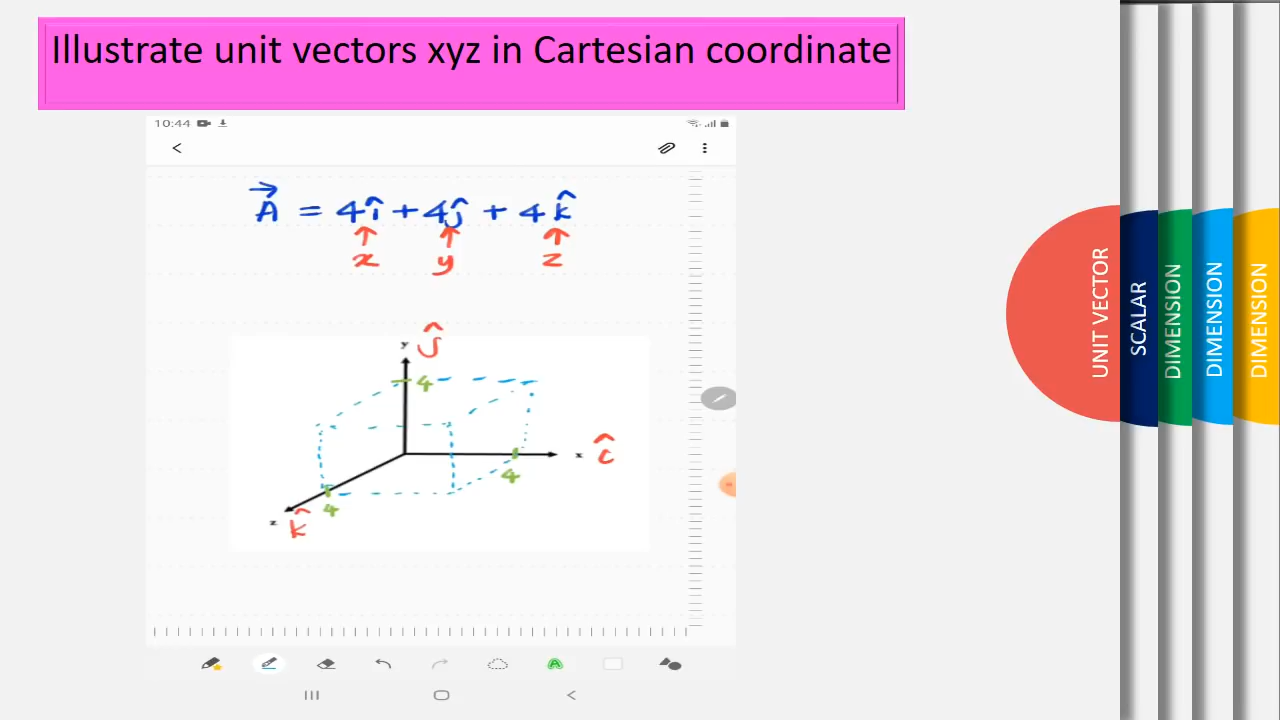 Illustrate unit vectors xyz in Cartesian coordinate
10:44
A⃗ = 4î + 4ĵ + 4k̂
x y z
y ĵ
4
x î
4
4
z k̂
A
UNIT VECTOR
SCALAR
DIMENSION
DIMENSION
DIMENSION